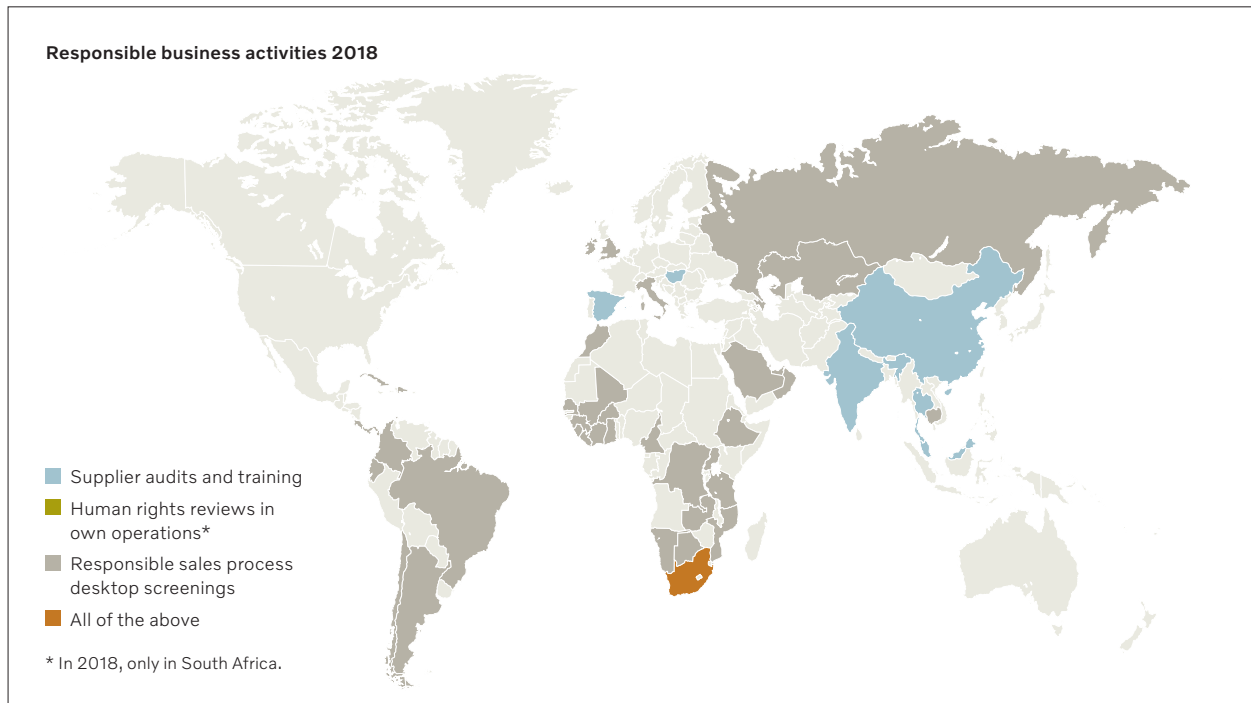 Responsible business activities 2018
Supplier audits and training
Human rights reviews in
own operations*
Responsible sales process
desktop screenings
All of the above
* In 2018, only in South Africa.